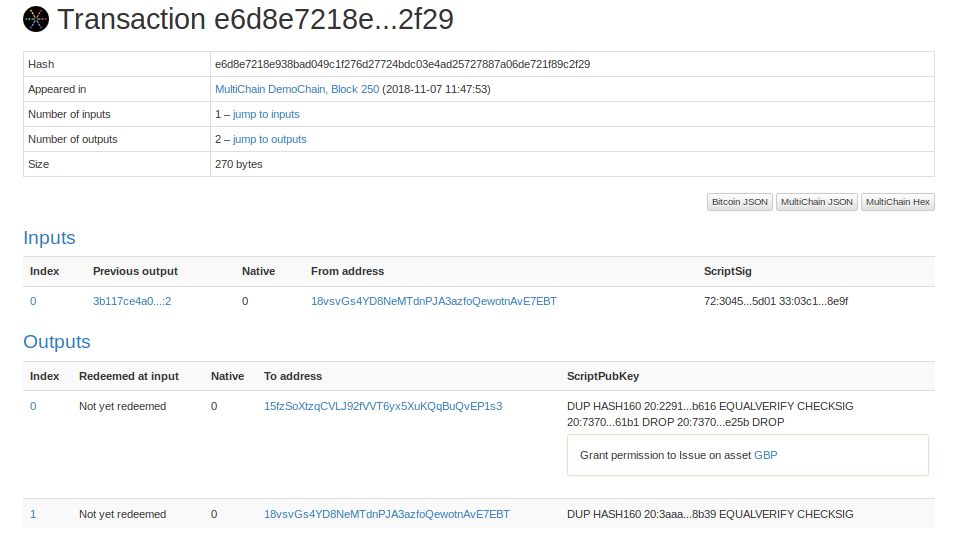 Transaction e6d8e7218e...2f29
Hash e6d8e7218e938bad049c1f276d27724bdc03e4ad25727887a06de721f89c2f29
Appeared in MultiChain DemoChain, Block 250 (2018-11-07 11:47:53)
Number of inputs 1 – jump to inputs
Number of outputs 2 – jump to outputs
Size 270 bytes
Bitcoin JSON MultiChain JSON MultiChain Hex
Inputs
Index Previous output Native From address ScriptSig
0 3b117ce4a0...:2 0 18vsvGs4YD8NeMTdnPJA3azfoQewotnAvE7EBT 72:3045...5d01 33:03c1...8e9f
Outputs
Index Redeemed at input Native To address ScriptPubKey
0 Not yet redeemed 0 15fzSoXtzqCVLJ92fVVT6yx5XuKQqBuQvEP1s3 DUP HASH160 20:2291...b616 EQUALVERIFY CHECKSIG
20:7370...61b1 DROP 20:7370...e25b DROP
Grant permission to Issue on asset GBP
1 Not yet redeemed 0 18vsvGs4YD8NeMTdnPJA3azfoQewotnAvE7EBT DUP HASH160 20:3aaa...8b39 EQUALVERIFY CHECKSIG